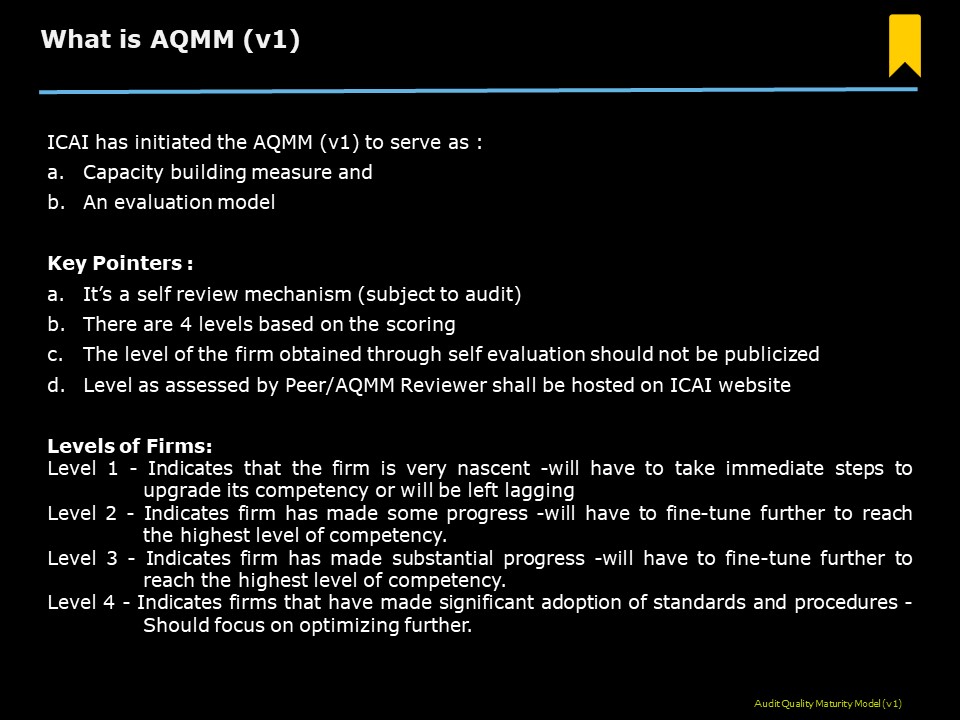 What is AQMM (v1)
ICAI has initiated the AQMM (v1) to serve as :
a. Capacity building measure and
b. An evaluation model
Key Pointers :
a. It’s a self review mechanism (subject to audit)
b. There are 4 levels based on the scoring
c. The level of the firm obtained through self evaluation should not be publicized
d. Level as assessed by Peer/AQMM Reviewer shall be hosted on ICAI website
Levels of Firms:
Level 1 - Indicates that the firm is very nascent -will have to take immediate steps to
upgrade its competency or will be left lagging
Level 2 - Indicates firm has made some progress -will have to fine-tune further to reach
the highest level of competency.
Level 3 - Indicates firm has made substantial progress -will have to fine-tune further to
reach the highest level of competency.
Level 4 - Indicates firms that have made significant adoption of standards and procedures -
Should focus on optimizing further.
Audit Quality Maturity Model (v1)